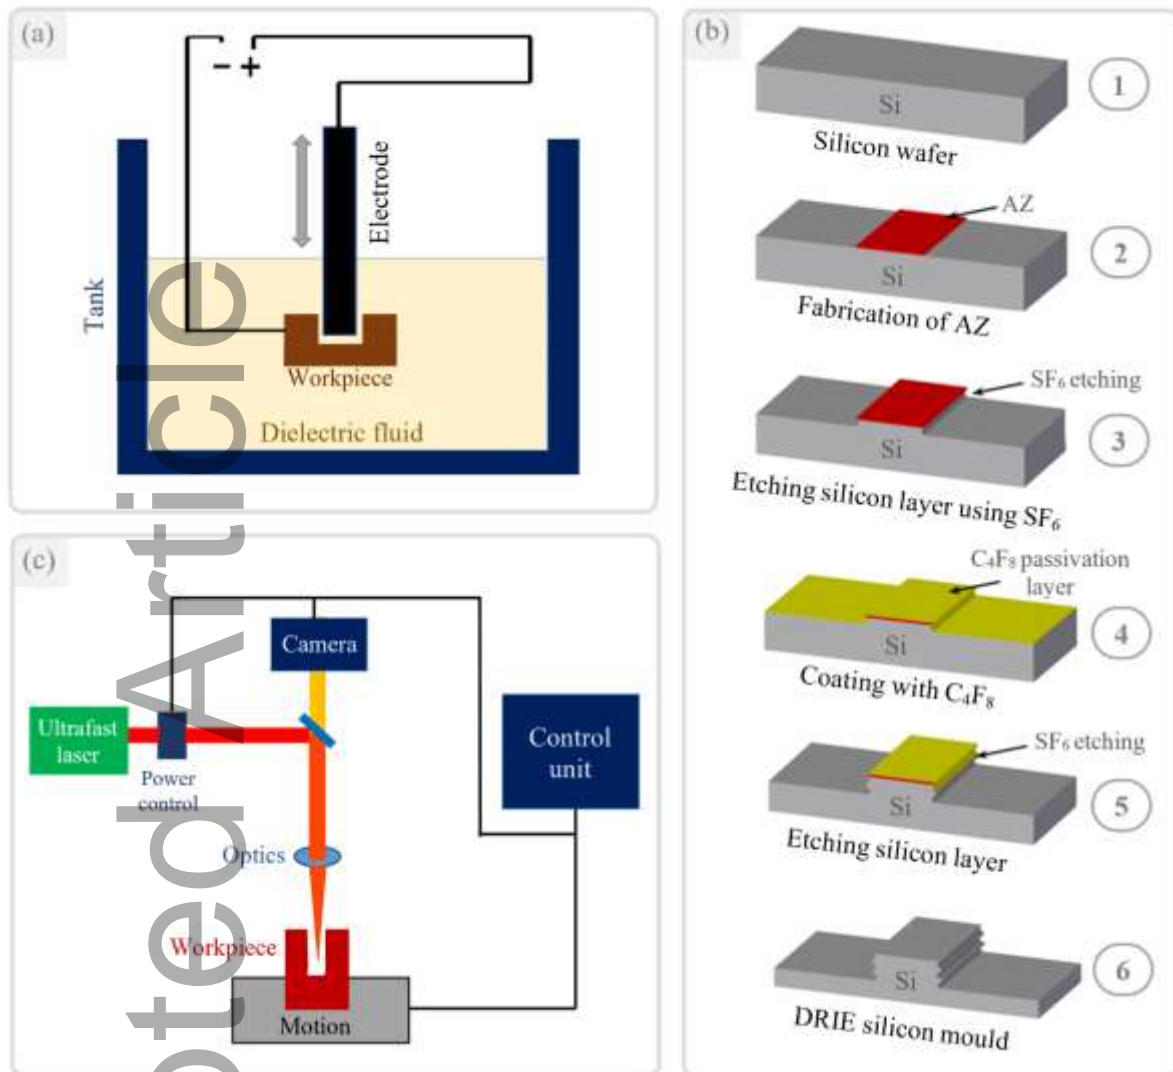 (a)
− +
Electrode
Tank
Workpiece
Dielectric fluid
(b)
Si
1
Silicon wafer
AZ
Si
2
Fabrication of AZ
SF₆ etching
Si
3
Etching silicon layer using SF₆
C₄F₈ passivation
layer
Si
4
Coating with C₄F₈
SF₆ etching
Si
5
Etching silicon layer
Si
6
DRIE silicon mould
(c)
Camera
Ultrafast
laser
Power
control
Control
unit
Optics
Workpiece
Motion
pted Article